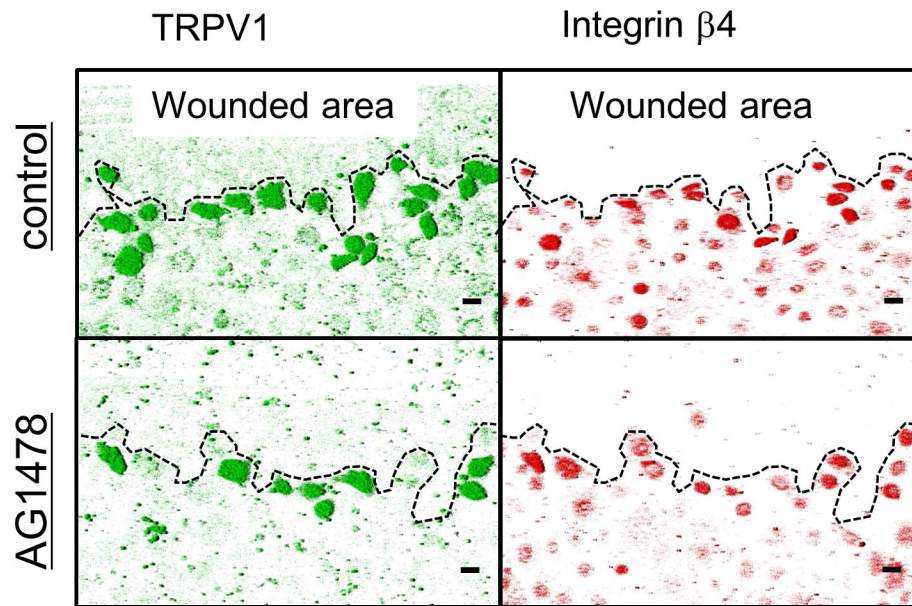 TRPV1
Integrin β4
control
Wounded area
Wounded area
AG1478